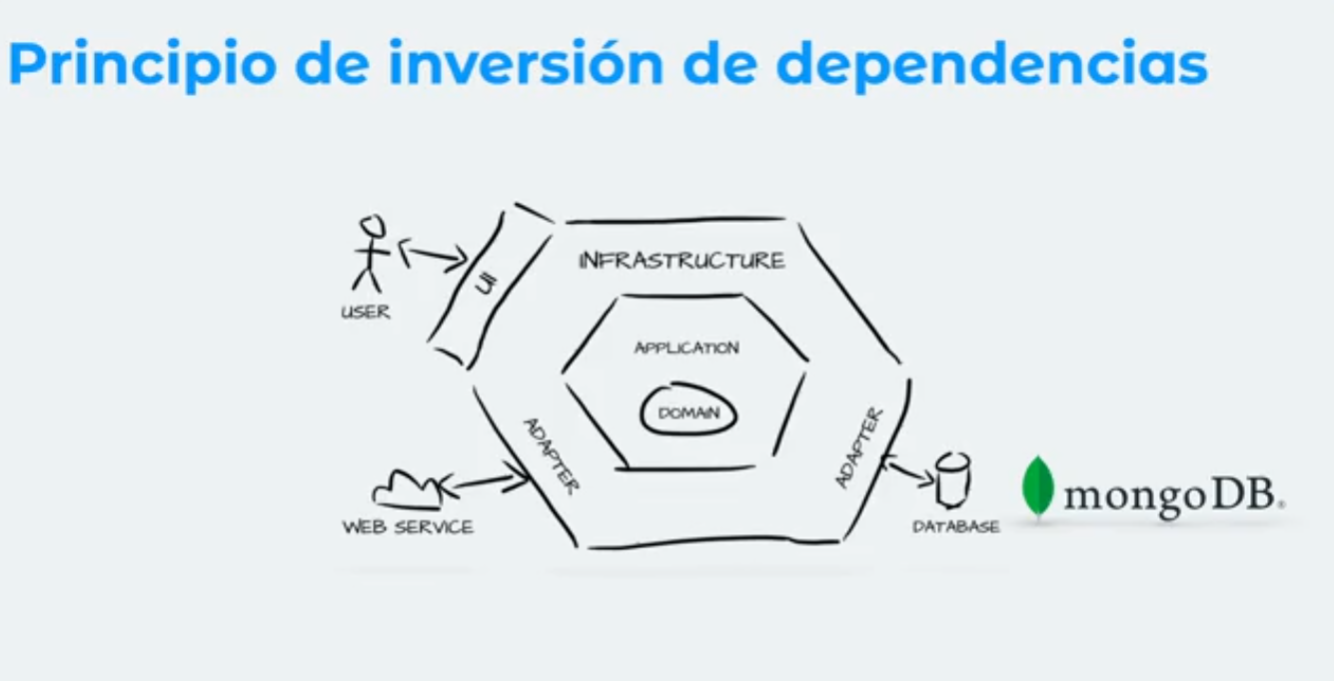 Principio de inversión de dependencias
INFRASTRUCTURE
UI
USER
APPLICATION
DOMAIN
ADAPTER
ADAPTER
WEB SERVICE
DATABASE
mongoDB®